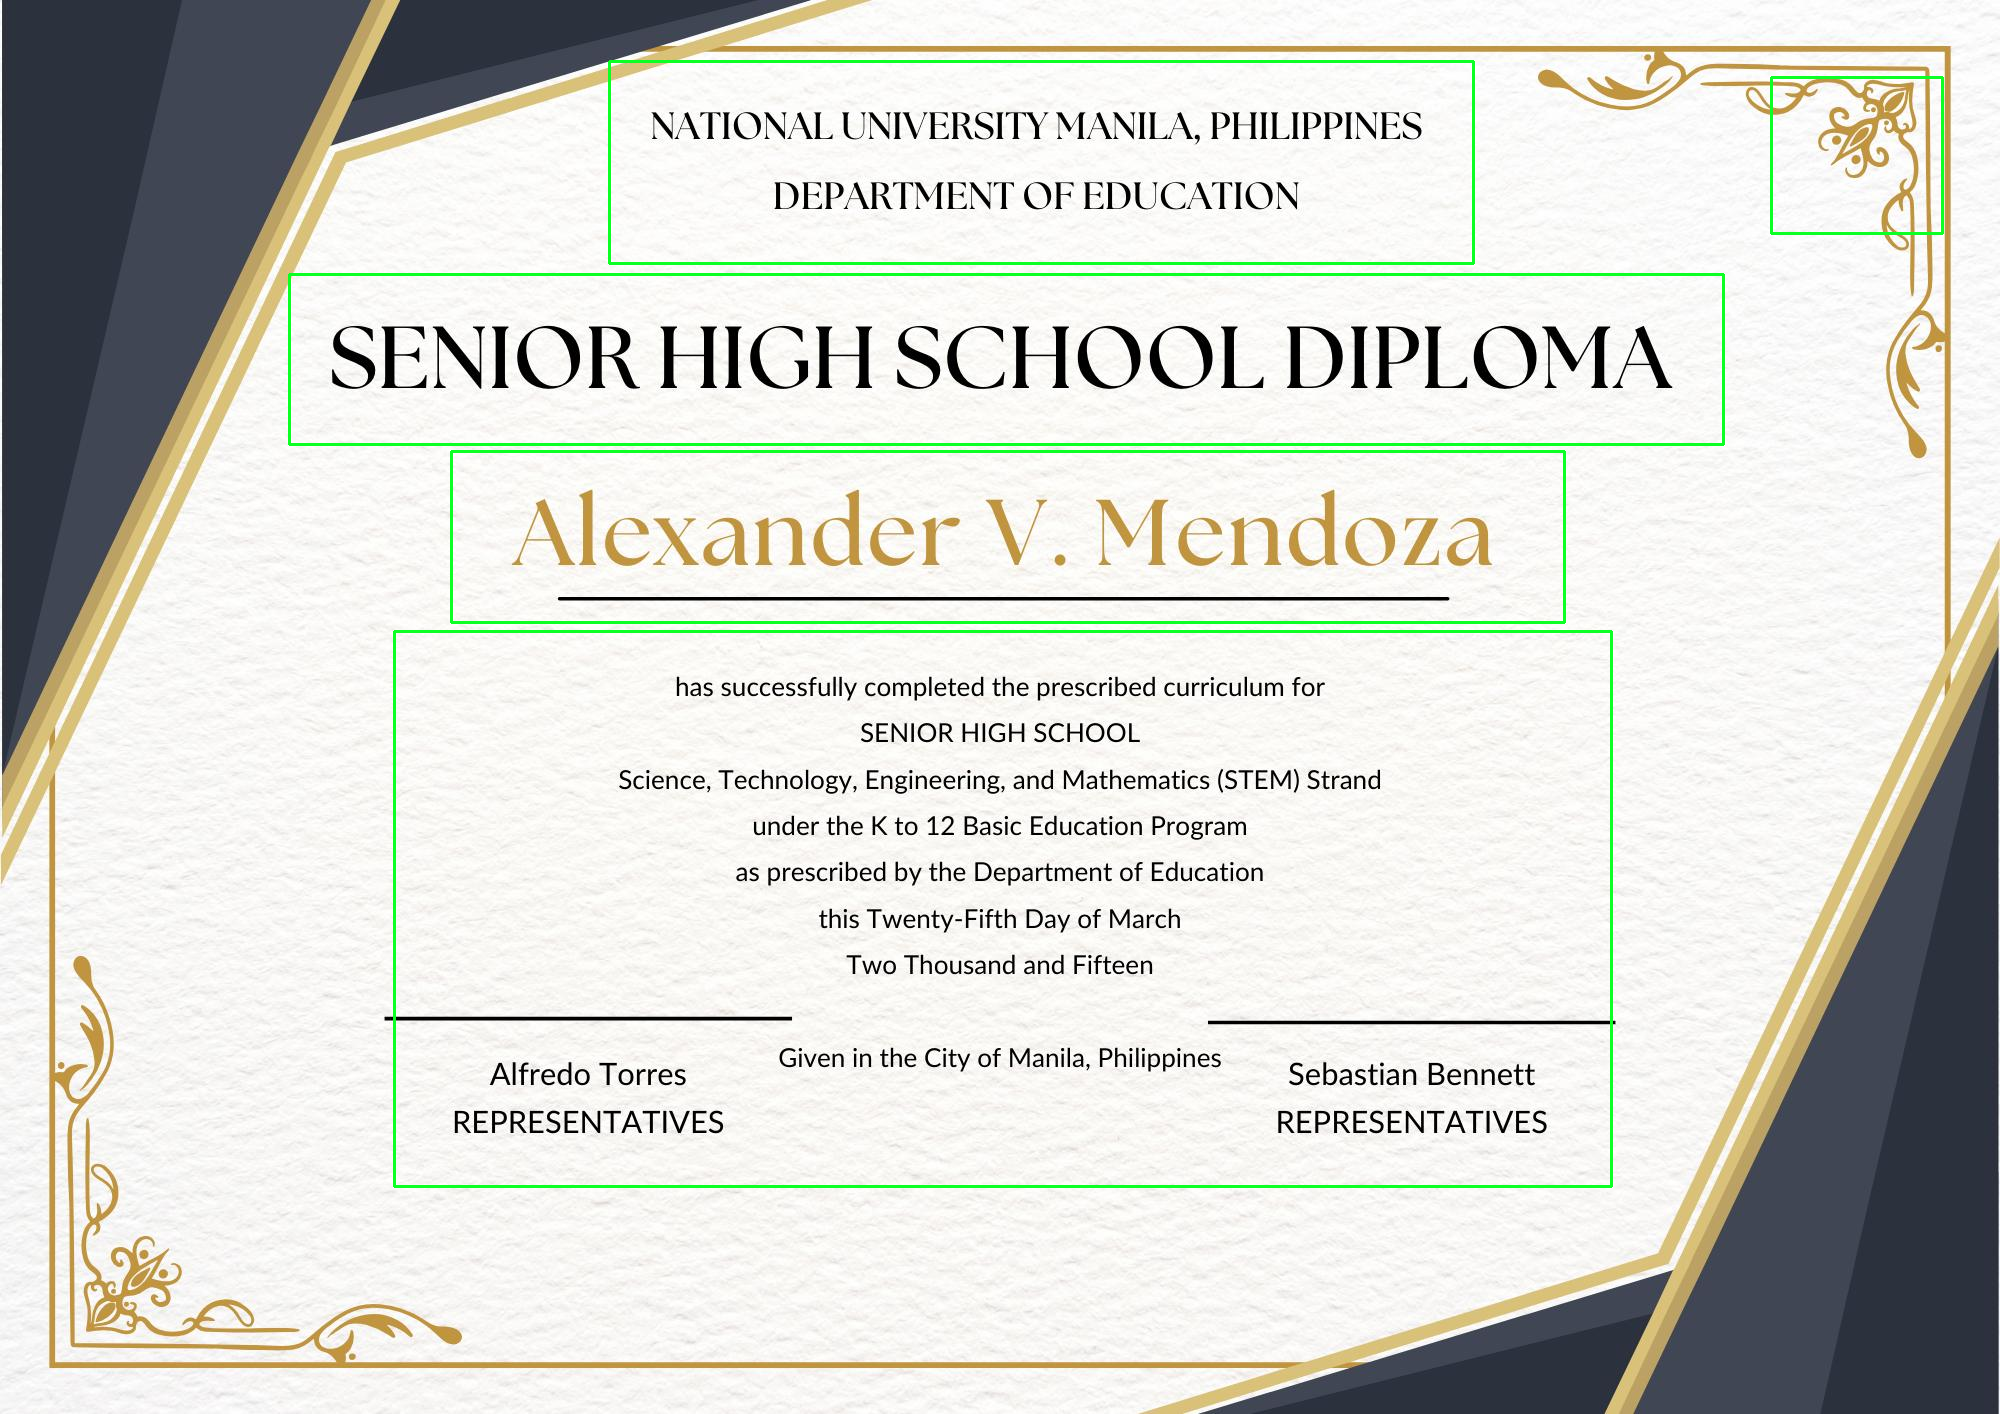 NATIONAL UNIVERSITY MANILA, PHILIPPINES
DEPARTMENT OF EDUCATION
SENIOR HIGH SCHOOL DIPLOMA
Alexander V. Mendoza
has successfully completed the prescribed curriculum for
SENIOR HIGH SCHOOL
Science, Technology, Engineering, and Mathematics (STEM) Strand
under the K to 12 Basic Education Program
as prescribed by the Department of Education
this Twenty-Fifth Day of March
Two Thousand and Fifteen
Given in the City of Manila, Philippines
Alfredo Torres
REPRESENTATIVES
Sebastian Bennett
REPRESENTATIVES